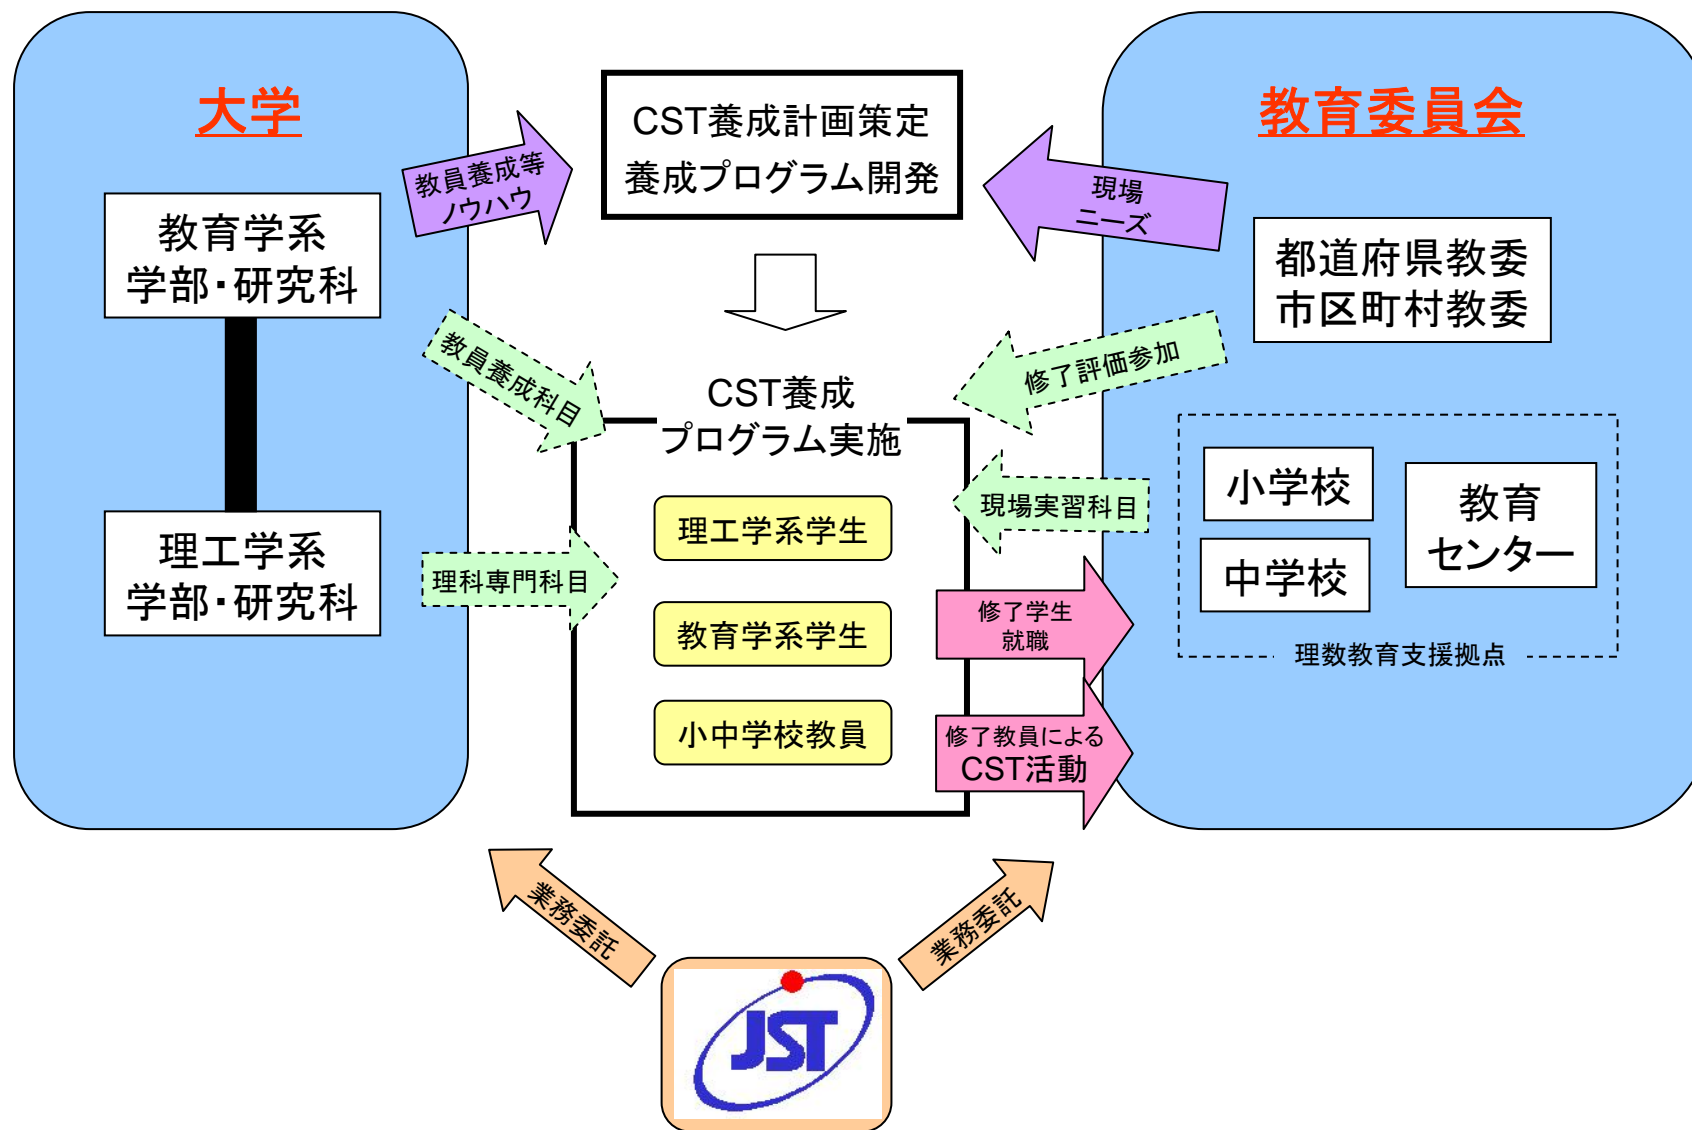 大学
教育学系
学部・研究科
理工学系
学部・研究科
教員養成等
ノウハウ
教員養成科目
理科専門科目
CST養成計画策定
養成プログラム開発
CST養成
プログラム実施
理工学系学生
教育学系学生
小中学校教員
教育委員会
現場
ニーズ
都道府県教委
市区町村教委
修了評価参加
現場実習科目
小学校
中学校
教育
センター
理数教育支援拠点
修了学生
就職
修了教員による
CST活動
業務委託
業務委託
JST